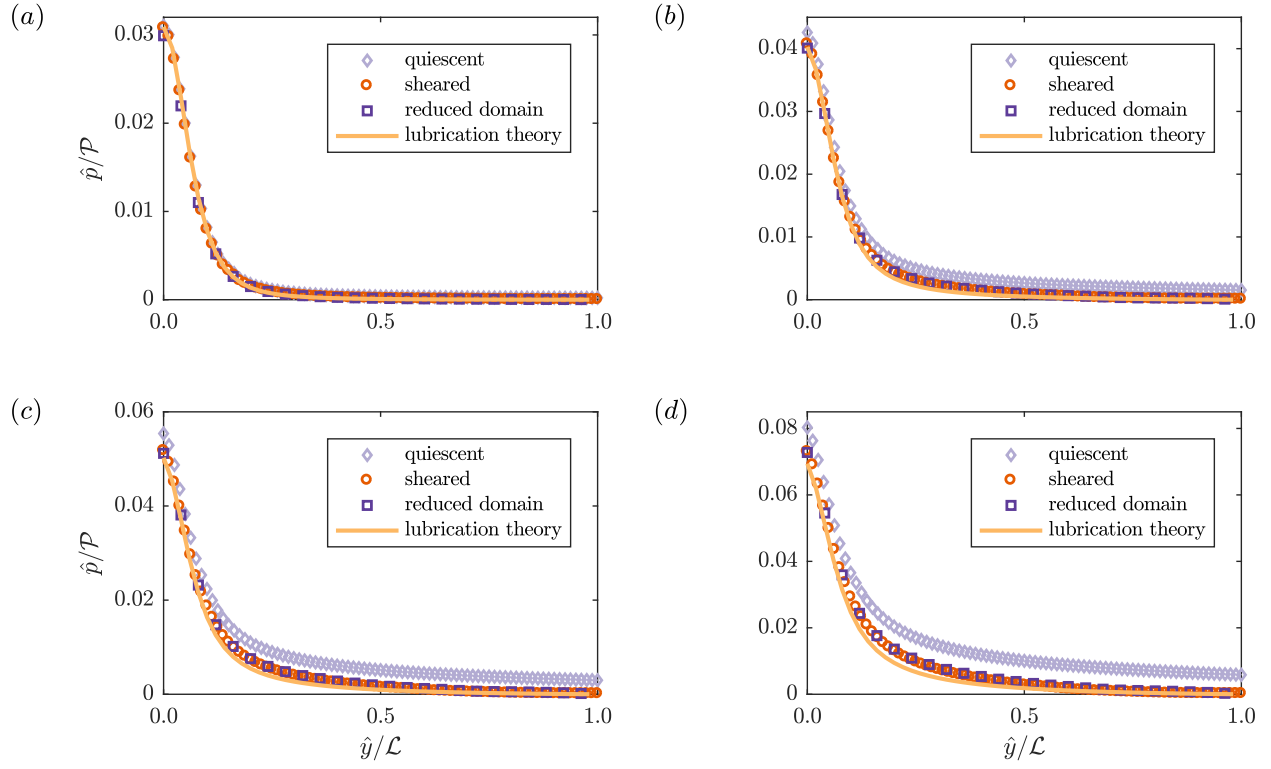 (a)
0.03
0.02
0.01
0
p̂/𝒫
quiescent
sheared
reduced domain
lubrication theory
0.0 0.5 1.0
(b)
0.04
0.03
0.02
0.01
0
quiescent
sheared
reduced domain
lubrication theory
0.0 0.5 1.0
(c)
0.06
0.04
0.02
0
p̂/𝒫
quiescent
sheared
reduced domain
lubrication theory
0.0 0.5 1.0
ŷ/ℒ
(d)
0.08
0.06
0.04
0.02
0
quiescent
sheared
reduced domain
lubrication theory
0.0 0.5 1.0
ŷ/ℒ